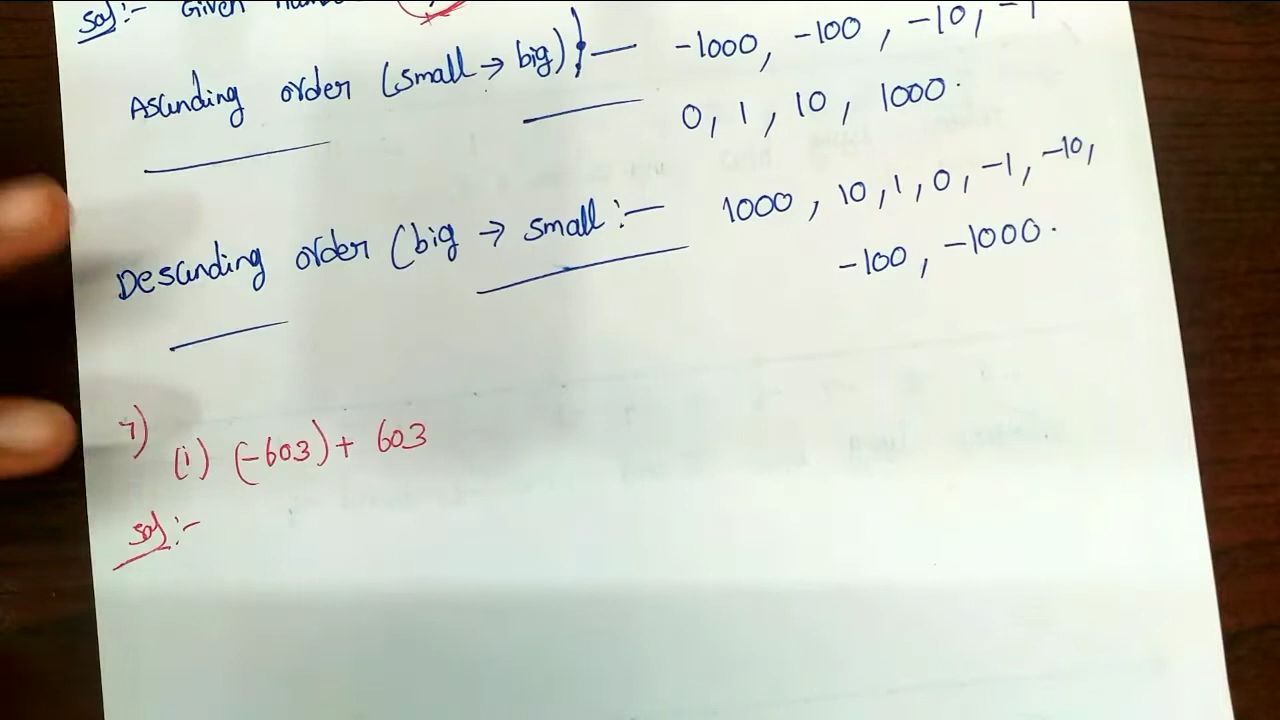 Sol:- Given
Ascending order (small → big)}— -1000, -100, -10, -1
0, 1, 10, 1000.
Descending order (big → small:— 1000, 10, 1, 0, -1, -10,
-100, -1000.
7)
(i) (-603) + 603
Sol:-